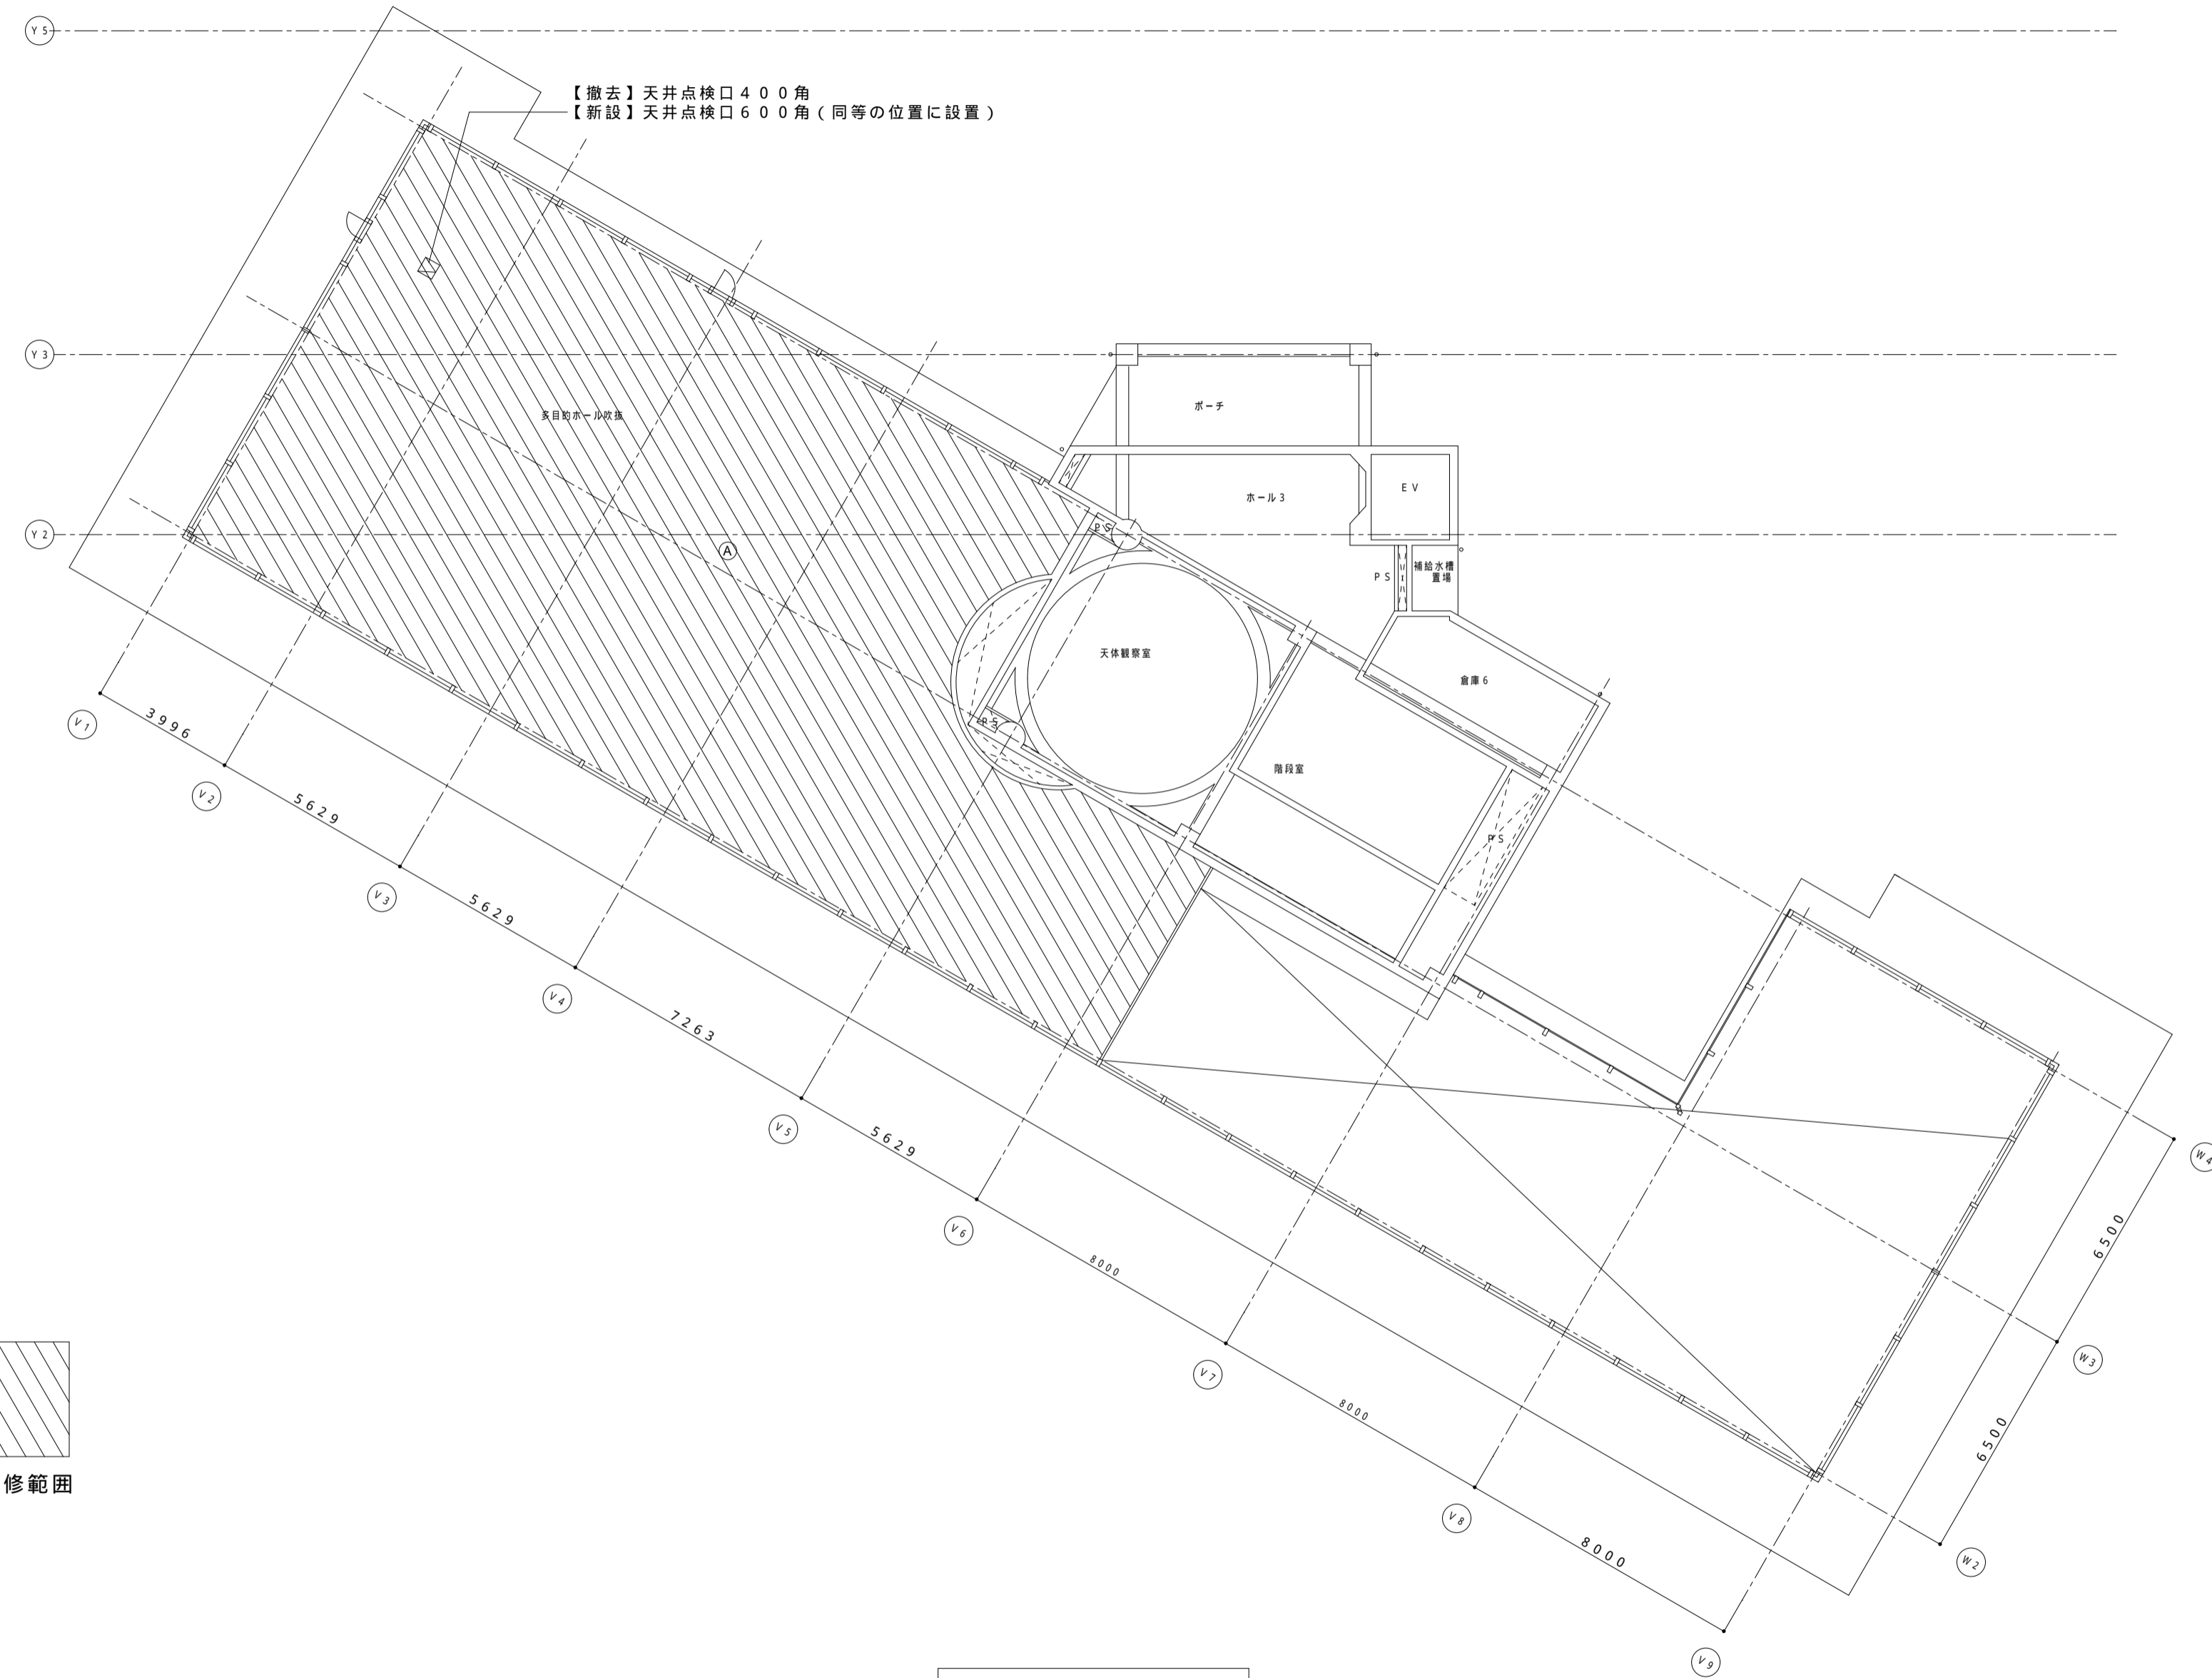 Y5
【撤去】天井点検口400角
【新設】天井点検口600角(同等の位置に設置)
Y3
ポーチ
多目的ホール吹抜
EV
ホール3
PS
Y2
A
補給水槽
置場
PS
天体観察室
倉庫6
PS
V1
3996
階段室
V2
5629
PS
V3
5629
V4
7263
V5
5629
W4
6500
V6
8000
W3
V7
8000
6500
修範囲
V8
8000
W2
V9